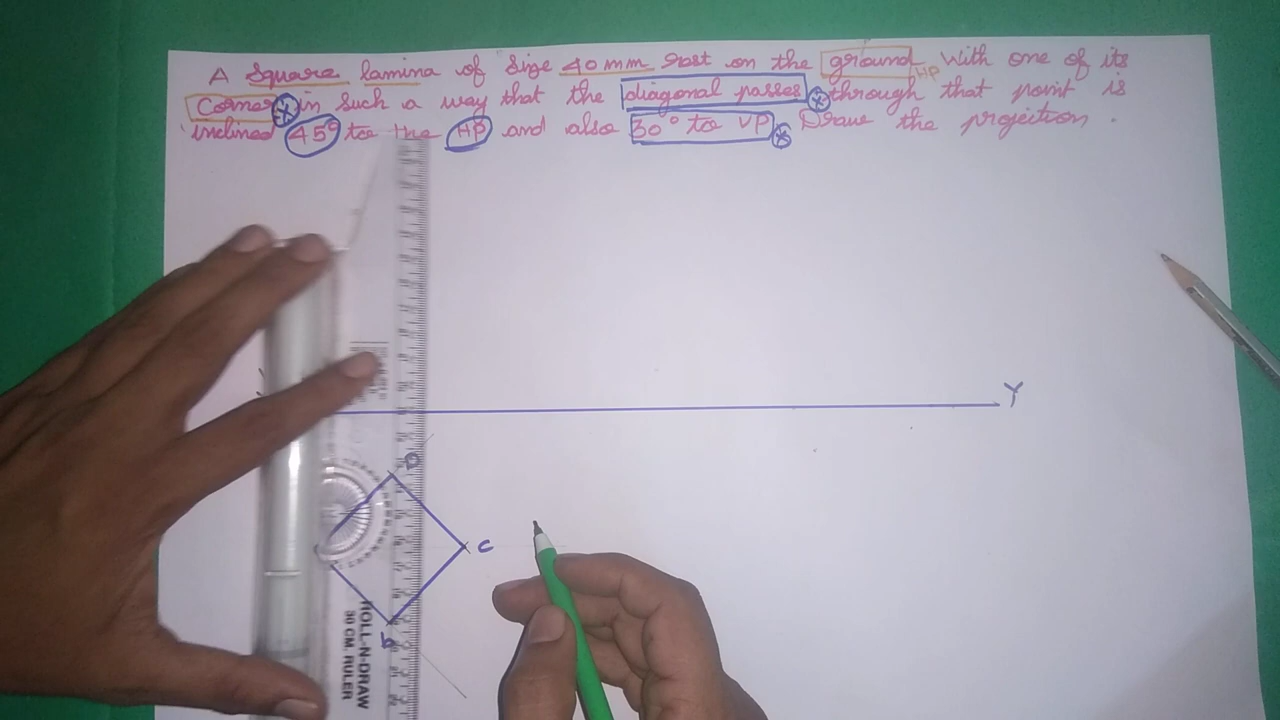 A Square lamina of Size 40 mm rest on the ground HP With one of its
Corner in Such a way that the diagonal passes through that point is
inclined 45° to the HP and also 30° to VP Draw the projection.
Y
D
c
b
ROLL-N-DRAW
30 CM. RULER